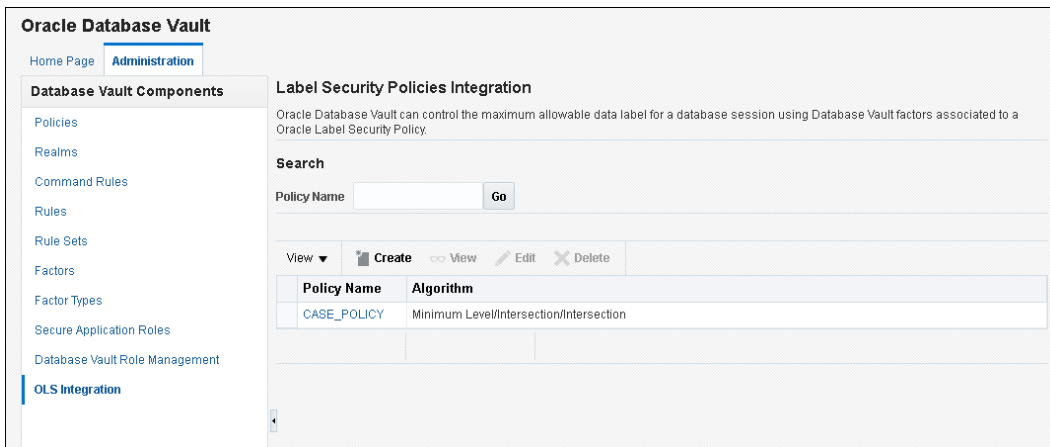 Oracle Database Vault
Home Page
Administration
Database Vault Components
Policies
Realms
Command Rules
Rules
Rule Sets
Factors
Factor Types
Secure Application Roles
Database Vault Role Management
OLS Integration
Label Security Policies Integration
Oracle Database Vault can control the maximum allowable data label for a database session using Database Vault factors associated to a
Oracle Label Security Policy.
Search
Policy Name Go
View Create View Edit Delete
Policy Name Algorithm
CASE_POLICY Minimum Level/Intersection/Intersection